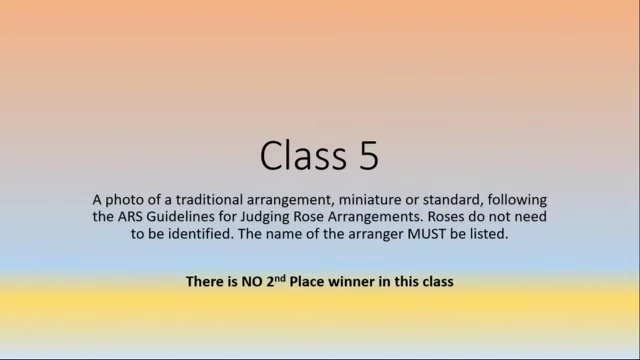 Class 5
A photo of a traditional arrangement, miniature or standard, following
the ARS Guidelines for Judging Rose Arrangements. Roses do not need
to be identified. The name of the arranger MUST be listed.
There is NO 2nd Place winner in this class